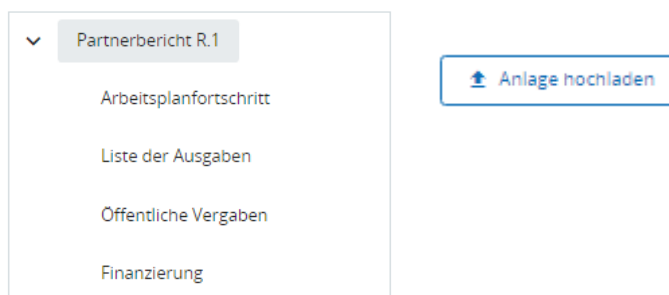 Partnerbericht R.1
Anlage hochladen
Arbeitsplanfortschritt
Liste der Ausgaben
Öffentliche Vergaben
Finanzierung